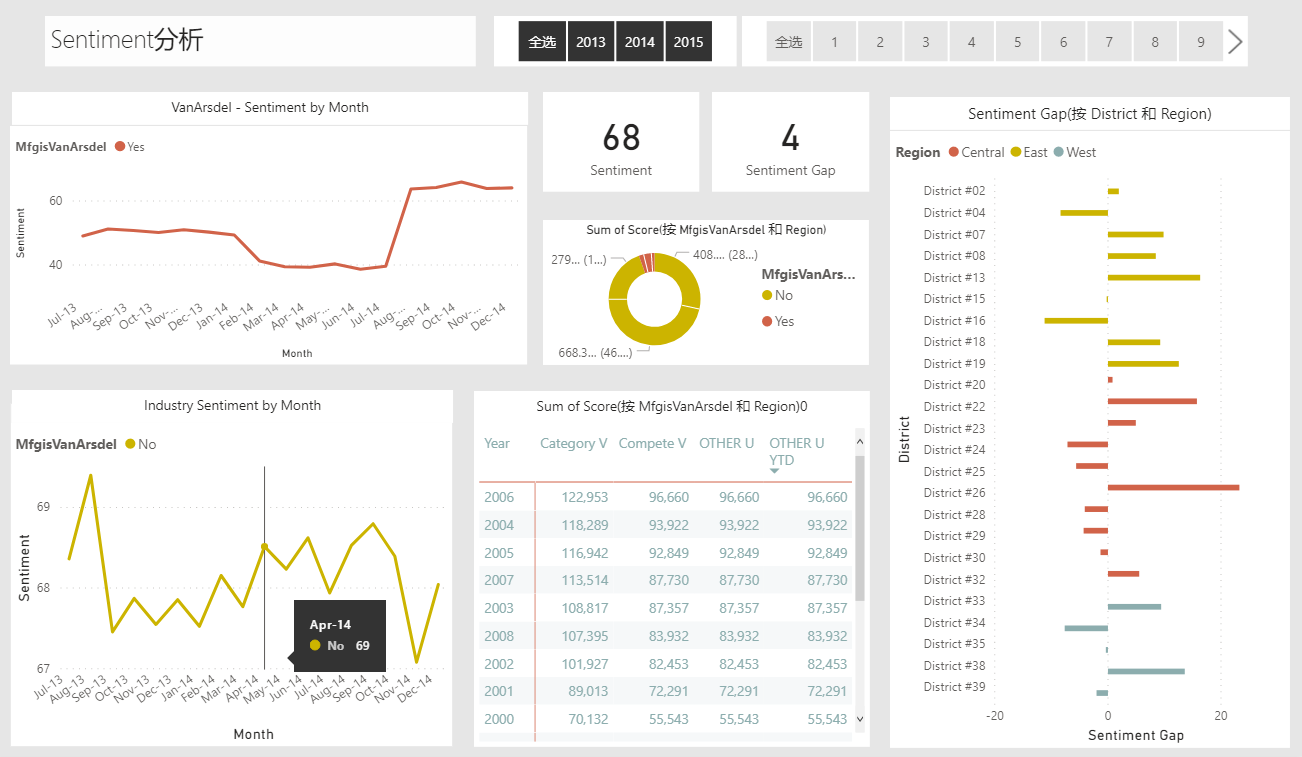 Sentiment分析
全选 2013 2014 2015
全选 1 2 3 4 5 6 7 8 9
VanArsdel - Sentiment by Month
MfgisVanArsdel Yes
Sentiment
60
40
Jul-13 Aug-... Sep-13 Oct-13 Nov-... Dec-13 Jan-14 Feb-14 Mar-14 Apr-14 May-... Jun-14 Jul-14 Aug-... Sep-14 Oct-14 Nov-... Dec-14
Month
68
Sentiment
4
Sentiment Gap
Sum of Score(按 MfgisVanArsdel 和 Region)
279... (1...)
408.... (28...)
668.3... (46....)
MfgisVanArs...
No
Yes
Industry Sentiment by Month
MfgisVanArsdel No
Sentiment
69
68
67
Apr-14
No 69
Jul-13 Aug-13 Sep-13 Oct-13 Nov-13 Dec-13 Jan-14 Feb-14 Mar-14 Apr-14 May-14 Jun-14 Jul-14 Aug-14 Sep-14 Oct-14 Nov-14 Dec-14
Month
Sum of Score(按 MfgisVanArsdel 和 Region)0
Year Category V Compete V OTHER U OTHER U
YTD
2006 122,953 96,660 96,660 96,660
2004 118,289 93,922 93,922 93,922
2005 116,942 92,849 92,849 92,849
2007 113,514 87,730 87,730 87,730
2003 108,817 87,357 87,357 87,357
2008 107,395 83,932 83,932 83,932
2002 101,927 82,453 82,453 82,453
2001 89,013 72,291 72,291 72,291
2000 70,132 55,543 55,543 55,543
Sentiment Gap(按 District 和 Region)
Region Central East West
District
District #02
District #04
District #07
District #08
District #13
District #15
District #16
District #18
District #19
District #20
District #22
District #23
District #24
District #25
District #26
District #28
District #29
District #30
District #32
District #33
District #34
District #35
District #38
District #39
-20 0 20
Sentiment Gap